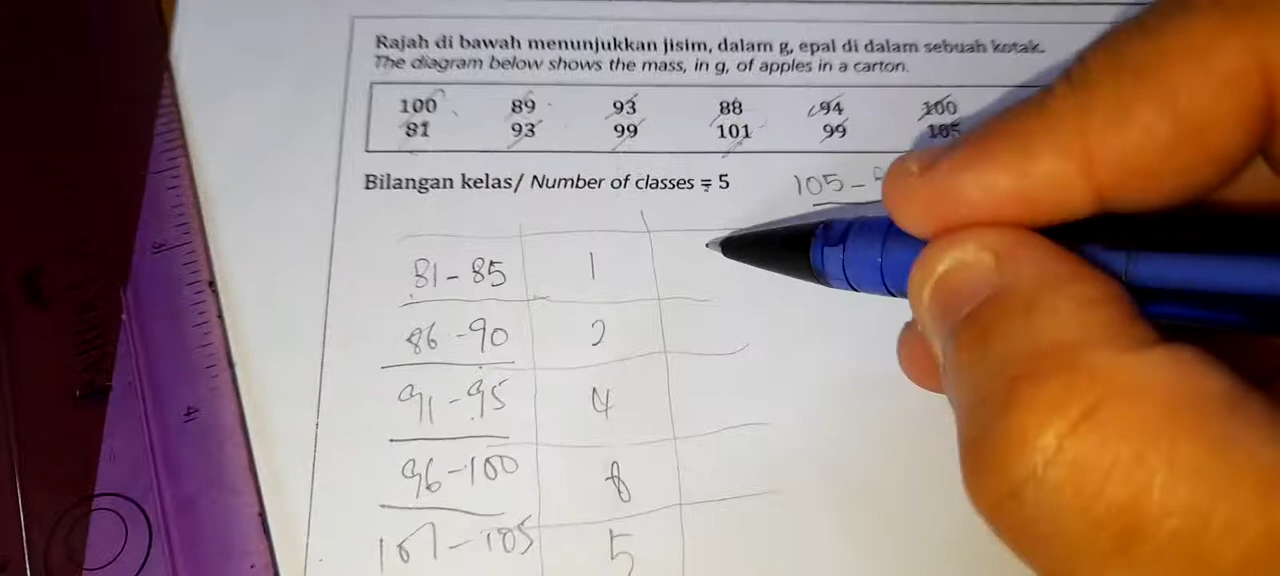 Rajah di bawah menunjukkan jisim, dalam g, epal di dalam sebuah kotak.
The diagram below shows the mass, in g, of apples in a carton.
100 89 93 88 94 100
81 93 99 101 99 105
Bilangan kelas/ Number of classes = 5
105 -
81 - 85 1
86 - 90 2
91 - 95 4
96 - 100 8
101 - 105 5